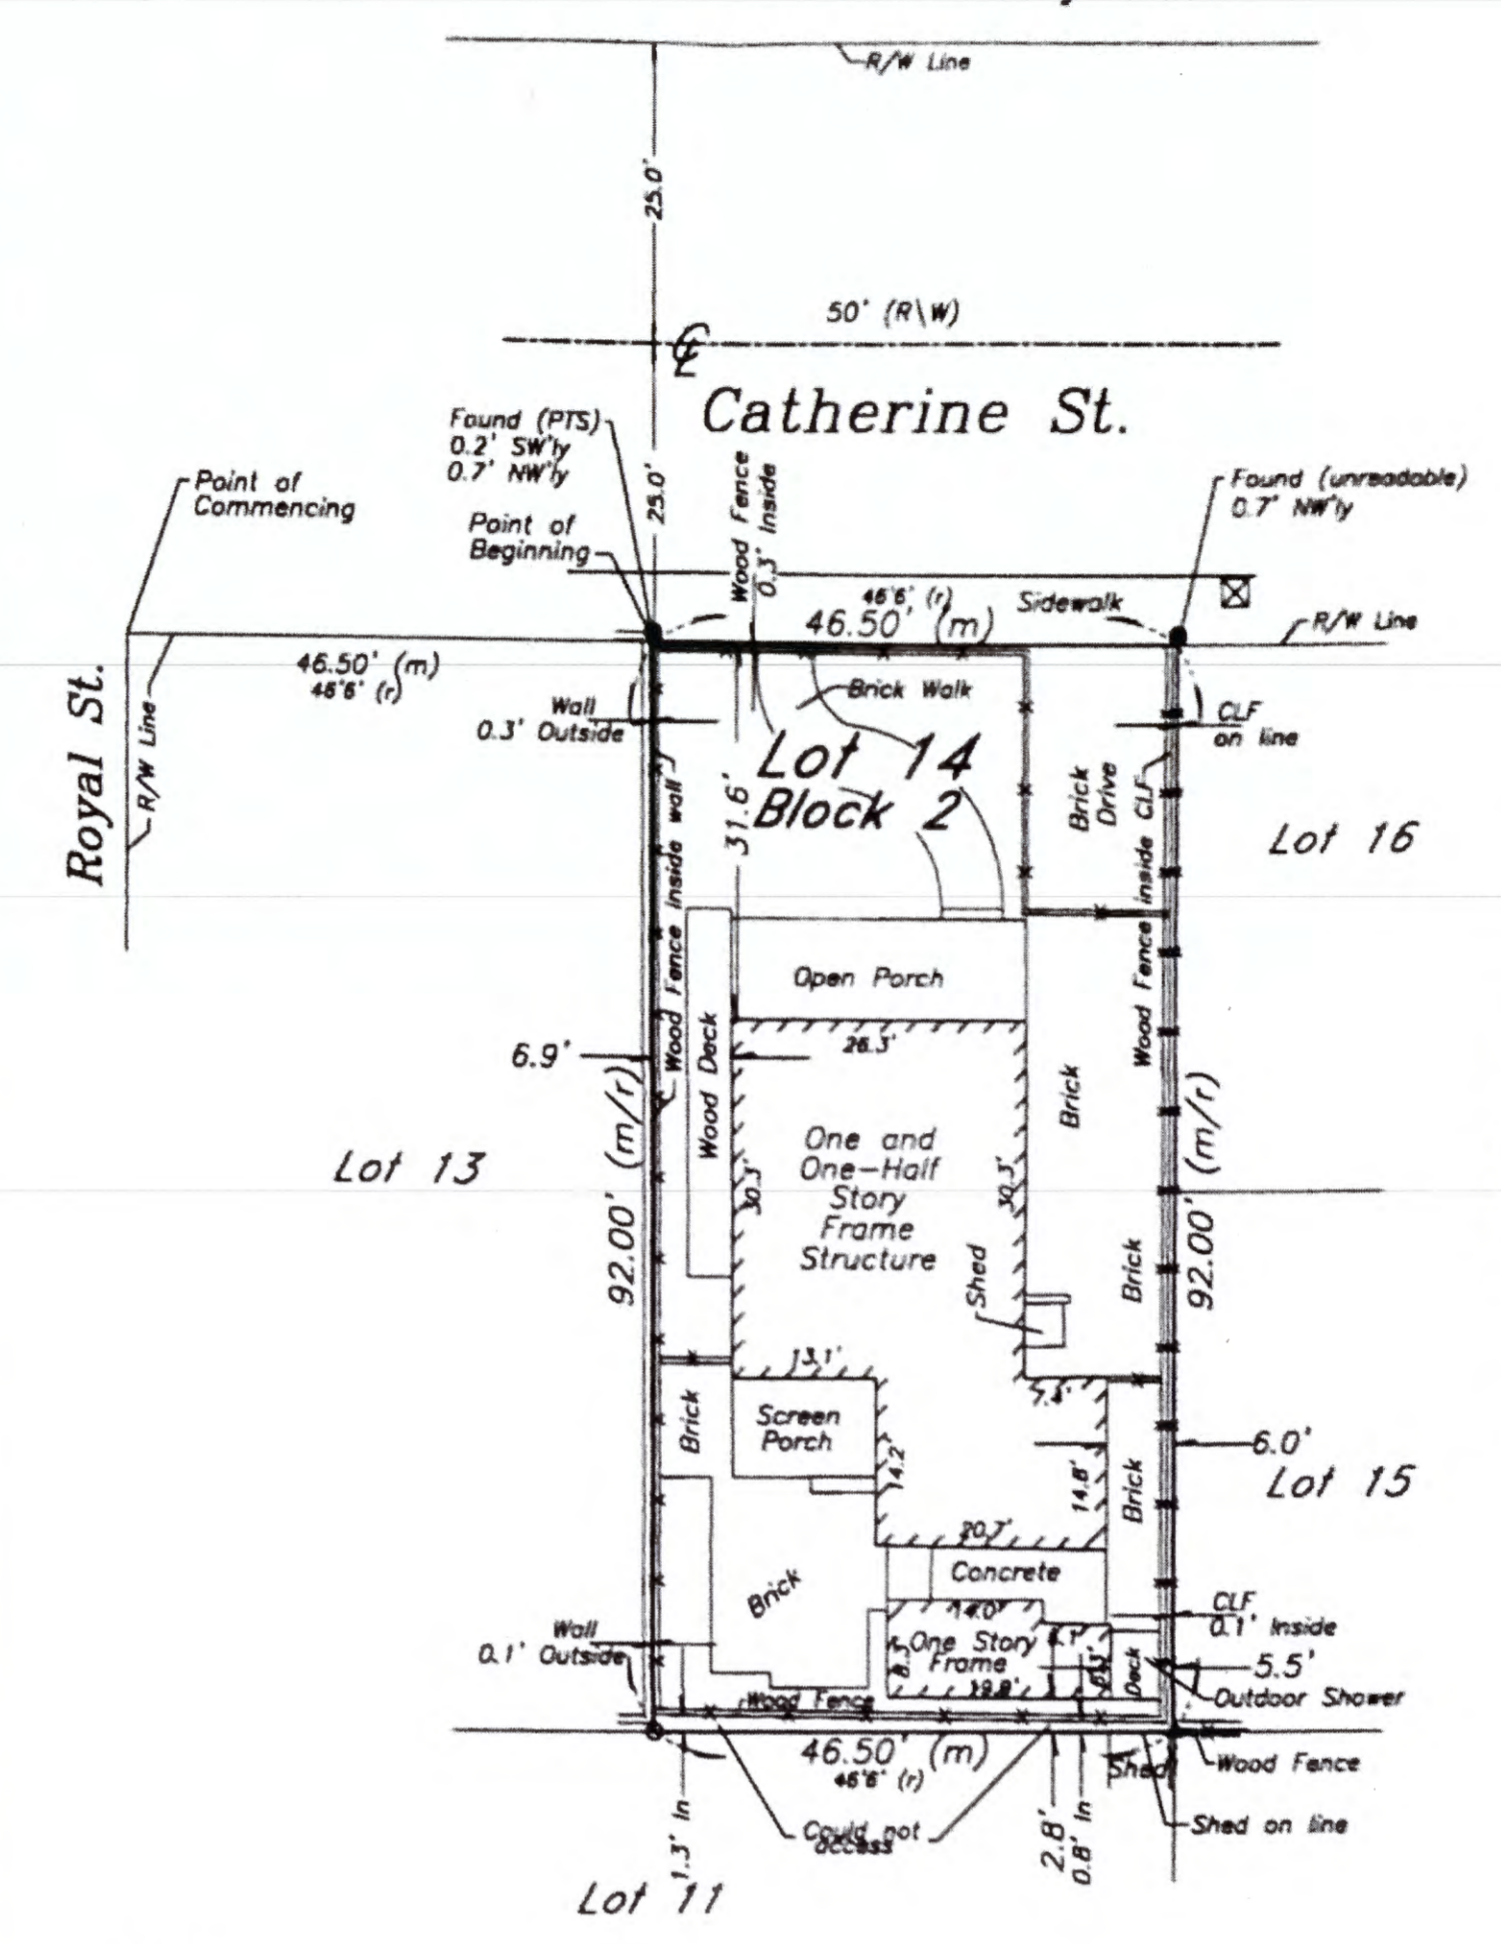 R/W Line
25.0'
50' (R\W)
Catherine St.
Found (PTS)
0.2' SW'ly
0.7' NW'ly
25.0'
Wood Fence
0.3' Inside
Found (unreadable)
0.7' NW'ly
Point of
Commencing
Point of
Beginning
46'6" (r)
46.50' (m)
Sidewalk
R/W Line
46.50' (m)
46'6" (r)
Royal St.
R/W Line
Wall
0.3' Outside
Brick Walk
CLF
on line
Lot 14
Block 2
31.6'
Brick
Drive
Wood Fence inside wall
Wood Fence inside CLF
Lot 16
Open Porch
26.3'
6.9'
Wood Deck
92.00' (m/r)
Brick
92.00' (m/r)
Lot 13
One and
One-Half
Story
Frame
Structure
30.3'
30.3'
Shed
Brick
13.1'
7.4'
Brick
Screen
Porch
14.2'
14.8'
Brick
6.0'
Lot 15
20.7'
Concrete
Brick
14.0'
One Story
Frame
8.3'
19.8'
Deck
CLF
0.1' Inside
5.5'
Outdoor Shower
Wall
0.1' Outside
Wood Fence
46.50' (m)
46'6" (r)
Shed
Wood Fence
Could not
access
Shed on line
1.3' In
2.8'
0.8' In
Lot 11